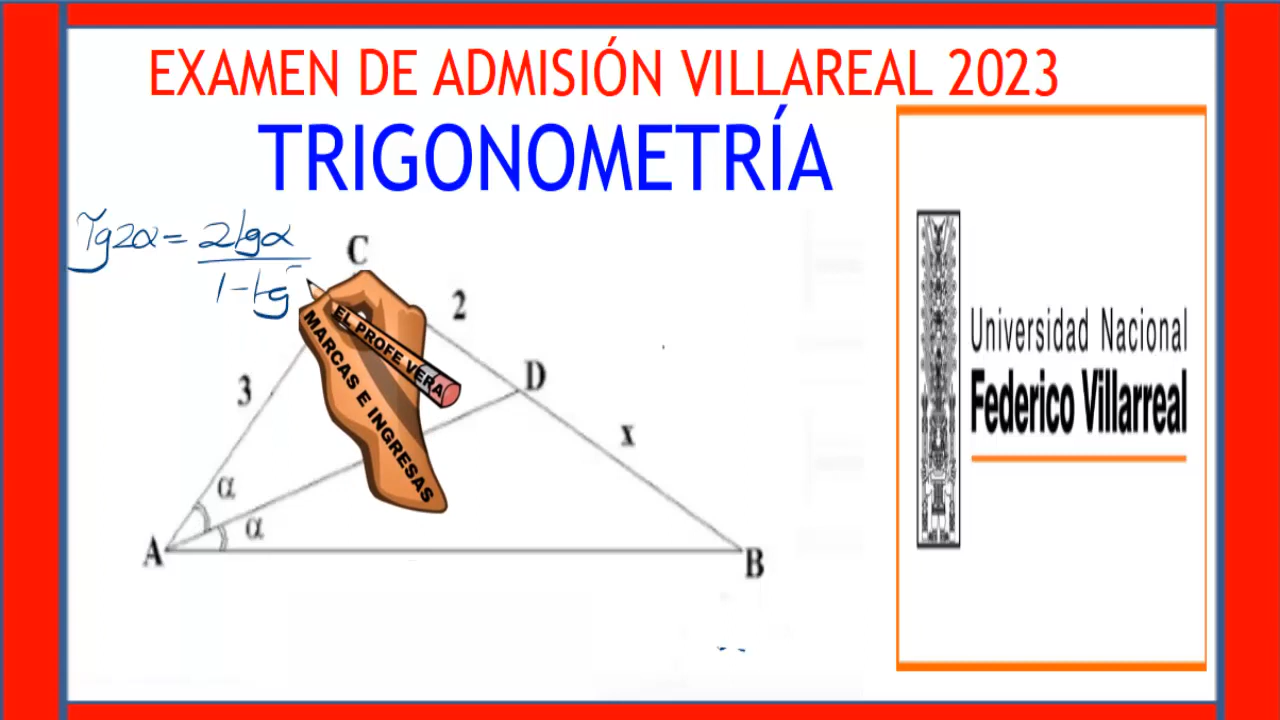 EXAMEN DE ADMISIÓN VILLAREAL 2023
TRIGONOMETRÍA
Tg2α = 2tgα
1-tg
C
2
3
D
x
α
α
A
B
EL PROFE VERA
MARCAS E INGRESAS
Universidad Nacional
Federico Villarreal